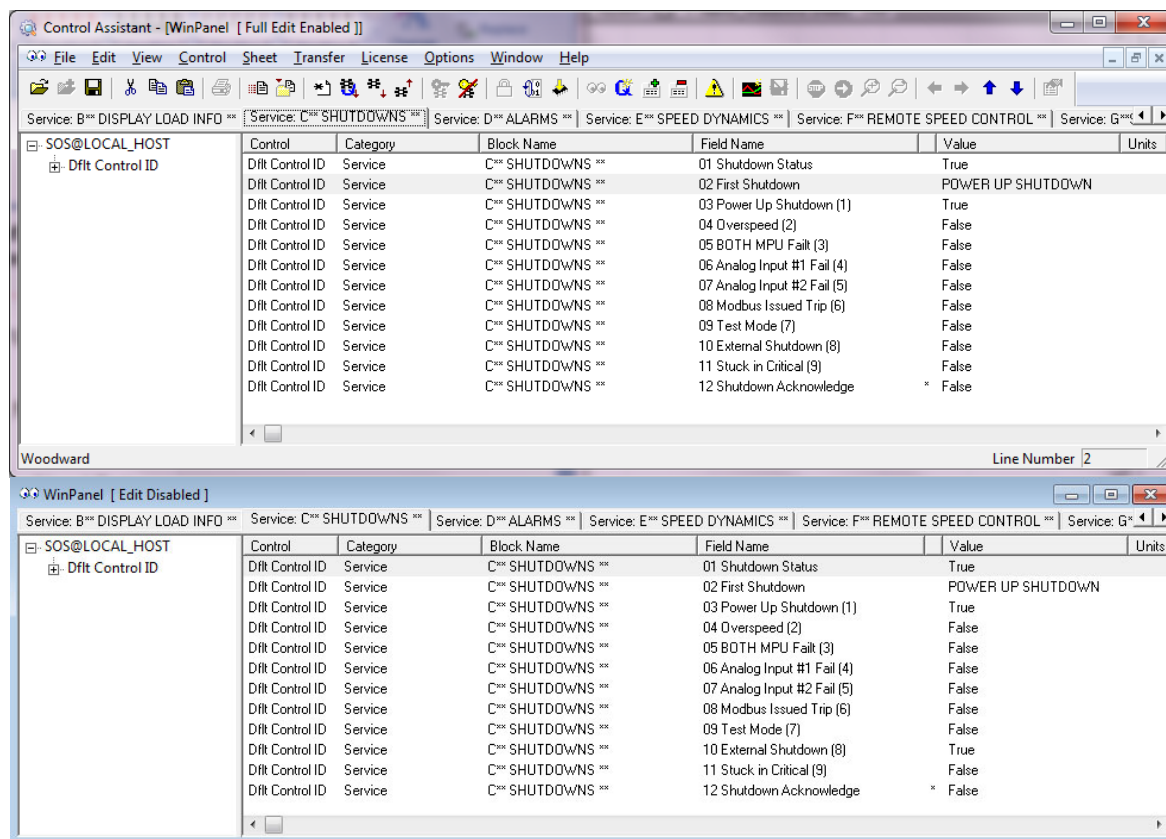 Control Assistant - [WinPanel [ Full Edit Enabled ]]
File Edit View Control Sheet Transfer License Options Window Help
Service: B** DISPLAY LOAD INFO ** Service: C** SHUTDOWNS ** Service: D** ALARMS ** Service: E** SPEED DYNAMICS ** Service: F** REMOTE SPEED CONTROL ** Service: G**
SOS@LOCAL_HOST Control Category Block Name Field Name Value Units
Dflt Control ID Dflt Control ID Service C** SHUTDOWNS ** 01 Shutdown Status True
Dflt Control ID Service C** SHUTDOWNS ** 02 First Shutdown POWER UP SHUTDOWN
Dflt Control ID Service C** SHUTDOWNS ** 03 Power Up Shutdown (1) True
Dflt Control ID Service C** SHUTDOWNS ** 04 Overspeed (2) False
Dflt Control ID Service C** SHUTDOWNS ** 05 BOTH MPU Failt (3) False
Dflt Control ID Service C** SHUTDOWNS ** 06 Analog Input #1 Fail (4) False
Dflt Control ID Service C** SHUTDOWNS ** 07 Analog Input #2 Fail (5) False
Dflt Control ID Service C** SHUTDOWNS ** 08 Modbus Issued Trip (6) False
Dflt Control ID Service C** SHUTDOWNS ** 09 Test Mode (7) False
Dflt Control ID Service C** SHUTDOWNS ** 10 External Shutdown (8) False
Dflt Control ID Service C** SHUTDOWNS ** 11 Stuck in Critical (9) False
Dflt Control ID Service C** SHUTDOWNS ** 12 Shutdown Acknowledge * False
Woodward Line Number 2
WinPanel [ Edit Disabled ]
Service: B** DISPLAY LOAD INFO ** Service: C** SHUTDOWNS ** Service: D** ALARMS ** Service: E** SPEED DYNAMICS ** Service: F** REMOTE SPEED CONTROL ** Service: G*
SOS@LOCAL_HOST Control Category Block Name Field Name Value Units
Dflt Control ID Dflt Control ID Service C** SHUTDOWNS ** 01 Shutdown Status True
Dflt Control ID Service C** SHUTDOWNS ** 02 First Shutdown POWER UP SHUTDOWN
Dflt Control ID Service C** SHUTDOWNS ** 03 Power Up Shutdown (1) True
Dflt Control ID Service C** SHUTDOWNS ** 04 Overspeed (2) False
Dflt Control ID Service C** SHUTDOWNS ** 05 BOTH MPU Failt (3) False
Dflt Control ID Service C** SHUTDOWNS ** 06 Analog Input #1 Fail (4) False
Dflt Control ID Service C** SHUTDOWNS ** 07 Analog Input #2 Fail (5) False
Dflt Control ID Service C** SHUTDOWNS ** 08 Modbus Issued Trip (6) False
Dflt Control ID Service C** SHUTDOWNS ** 09 Test Mode (7) False
Dflt Control ID Service C** SHUTDOWNS ** 10 External Shutdown (8) True
Dflt Control ID Service C** SHUTDOWNS ** 11 Stuck in Critical (9) False
Dflt Control ID Service C** SHUTDOWNS ** 12 Shutdown Acknowledge * False